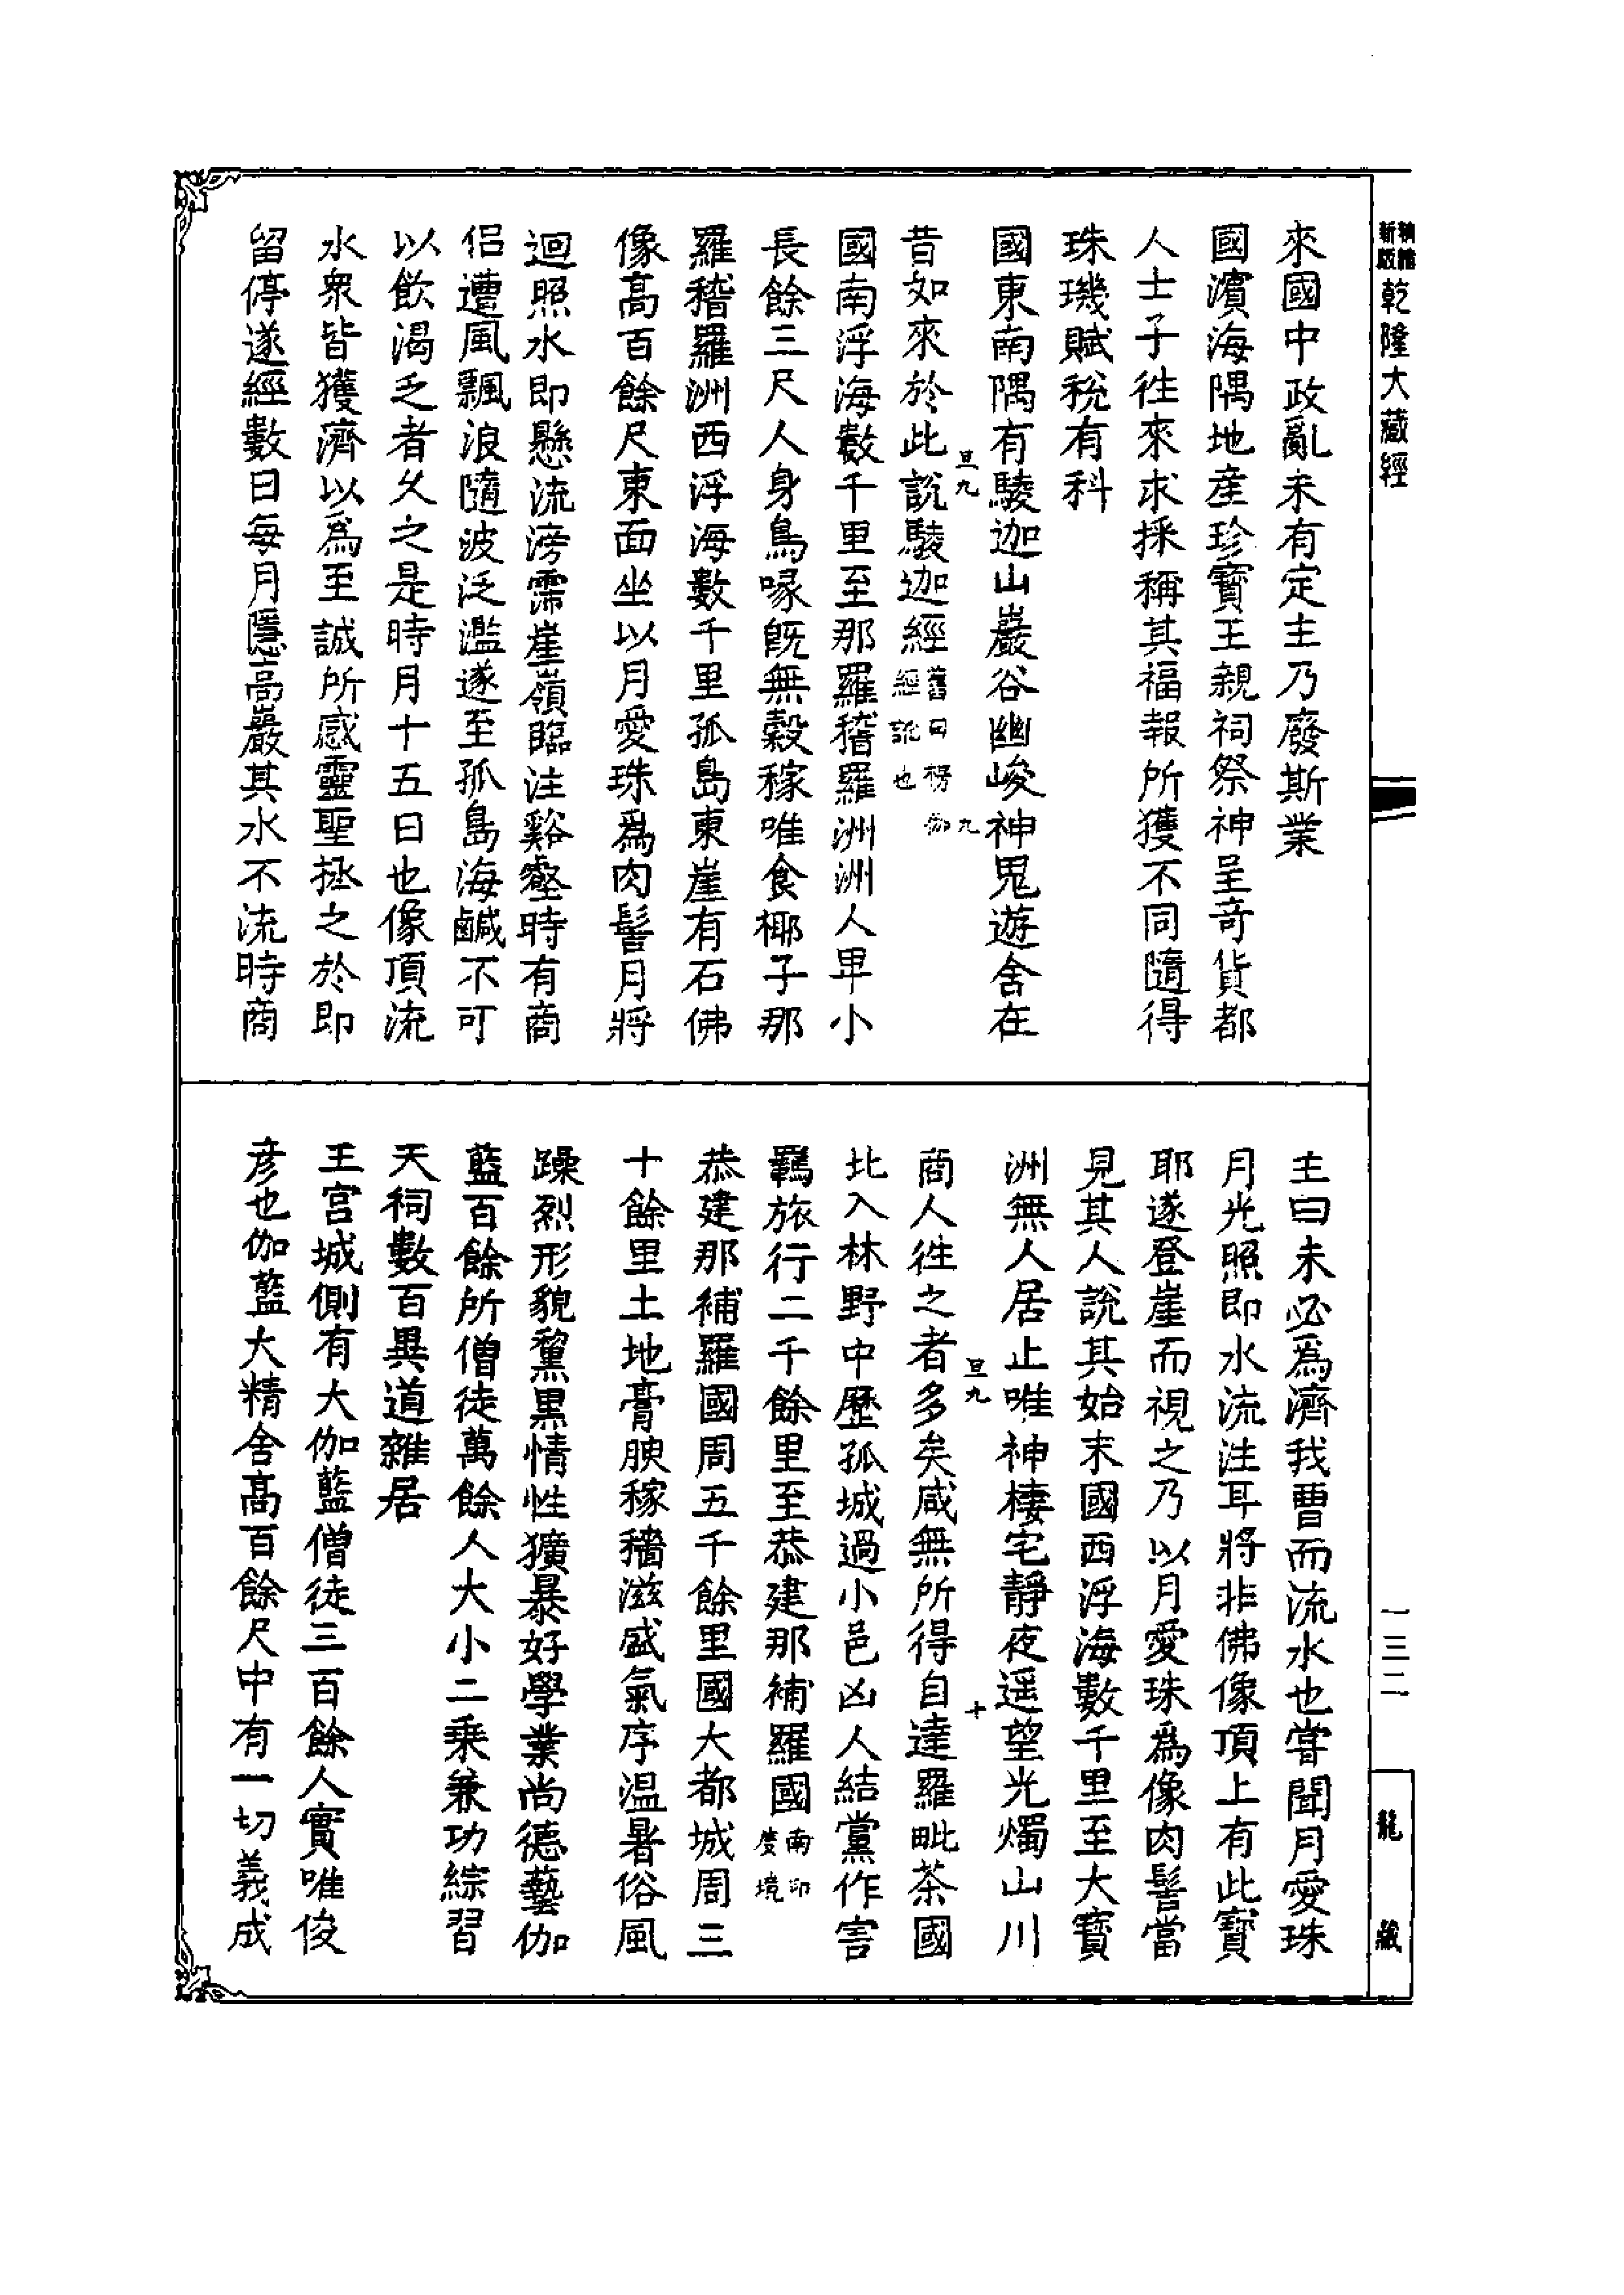 新版
乾隆大藏經
一三二
龍藏
來國中政亂未有定主乃廢斯業
國濱海隅地産珍寶王親祠祭神呈奇貨都
人士子往來求採稱其福報所獲不同隨得
珠璣賦稅有科
國東南隅有䮚迦山巖谷幽峻神鬼遊舍在
昔如來於此說䮚迦經舊曰楞伽經訛也
旦九
九
國南浮海數千里至那羅稽羅洲洲人卑小
長餘三尺人身鳥喙既無穀稼唯食椰子那
羅稽羅洲西浮海數千里孤島東崖有石佛
像高百餘尺東面坐以月愛珠爲肉髻月將
迴照水即懸流滂霈崖嶺臨注谿壑時有商
侣遭風飄浪隨波泛濫遂至孤島海鹹不可
以飲渴乏者久之是時月十五日也像頂流
水衆皆獲濟以爲至誠所感靈聖拯之於即
留停遂經數日每月隱高巖其水不流時商
主曰未必爲濟我曹而流水也甞聞月愛珠
月光照即水流注耳將非佛像頂上有此寶
耶遂登崖而視之乃以月愛珠爲像肉髻當
見其人說其始末國西浮海數千里至大寶
洲無人居止唯神棲宅靜夜遥望光燭山川
商人往之者多矣咸無所得自達羅毗荼國
旦九
十
北入林野中歷孤城過小邑凶人結黨作害
羈旅行二千餘里至恭建那補羅國南印度境
恭建那補羅國周五千餘里國大都城周三
十餘里土地膏腴稼穡滋盛氣序温暑俗風
躁烈形貌黧黑情性獷暴好學業尚德藝伽
藍百餘所僧徒萬餘人大小二乘兼功綜習
天祠數百異道雜居
王宫城側有大伽藍僧徒三百餘人實唯俊
彦也伽藍大精舍高百餘尺中有一切義成